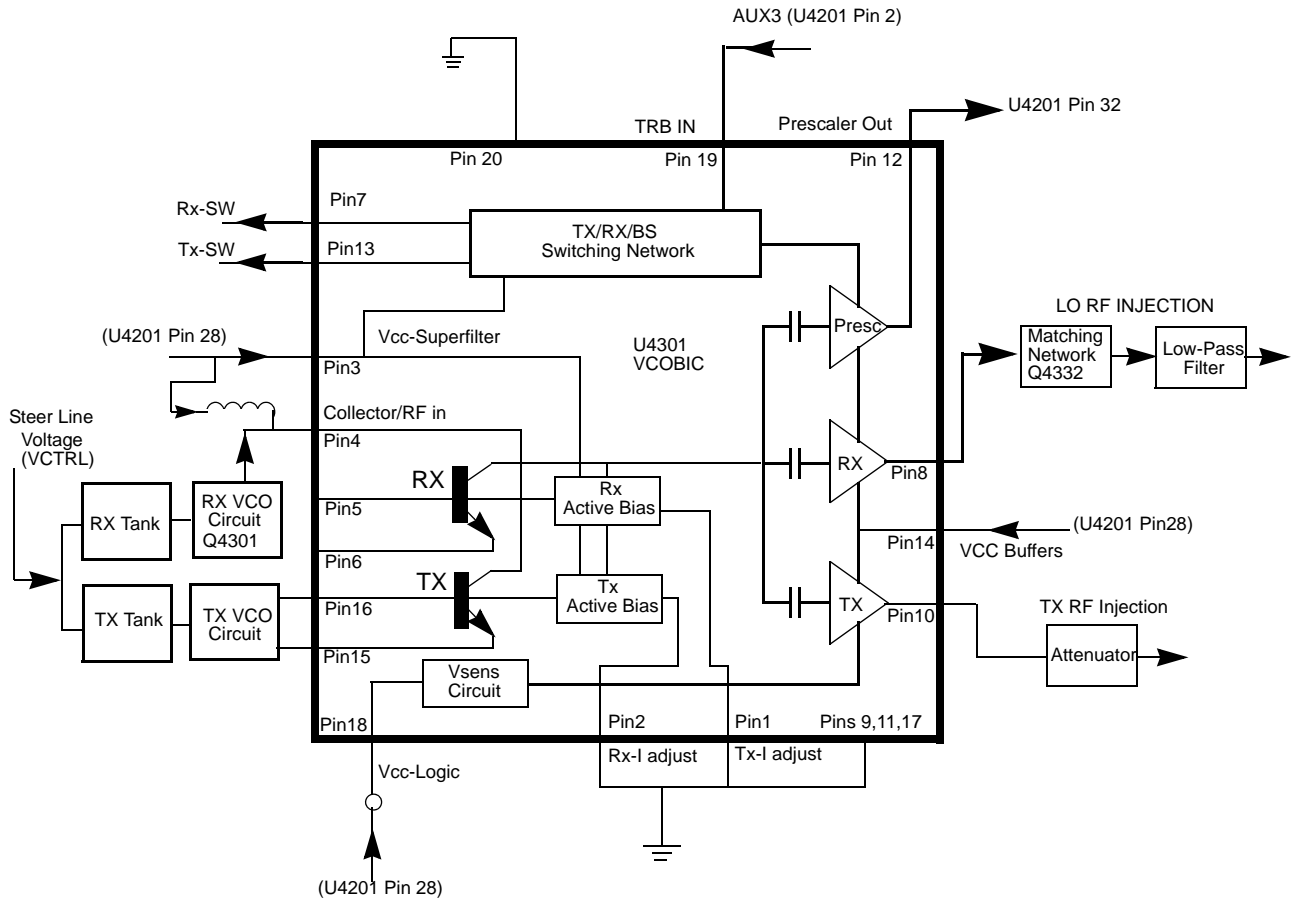 AUX3 (U4201 Pin 2)
U4201 Pin 32
TRB IN
Prescaler Out
Pin 20
Pin 19
Pin 12
Pin7
Rx-SW
TX/RX/BS
Switching Network
Tx-SW
Pin13
LO RF INJECTION
(U4201 Pin 28)
Vcc-Superfilter
U4301
VCOBIC
Presc
Matching
Network
Q4332
Low-Pass
Filter
Pin3
Steer Line
Voltage
(VCTRL)
Collector/RF in
Pin4
RX
Rx
Active Bias
RX
Pin8
RX Tank
RX VCO
Circuit
Q4301
Pin5
Pin14
(U4201 Pin28)
VCC Buffers
Pin6
TX
Tx
Active Bias
TX
Pin10
TX Tank
TX VCO
Circuit
Pin16
TX RF Injection
Attenuator
Pin15
Vsens
Circuit
Pin18
Pin2
Pin1
Pins 9,11,17
Rx-I adjust
Tx-I adjust
Vcc-Logic
(U4201 Pin 28)